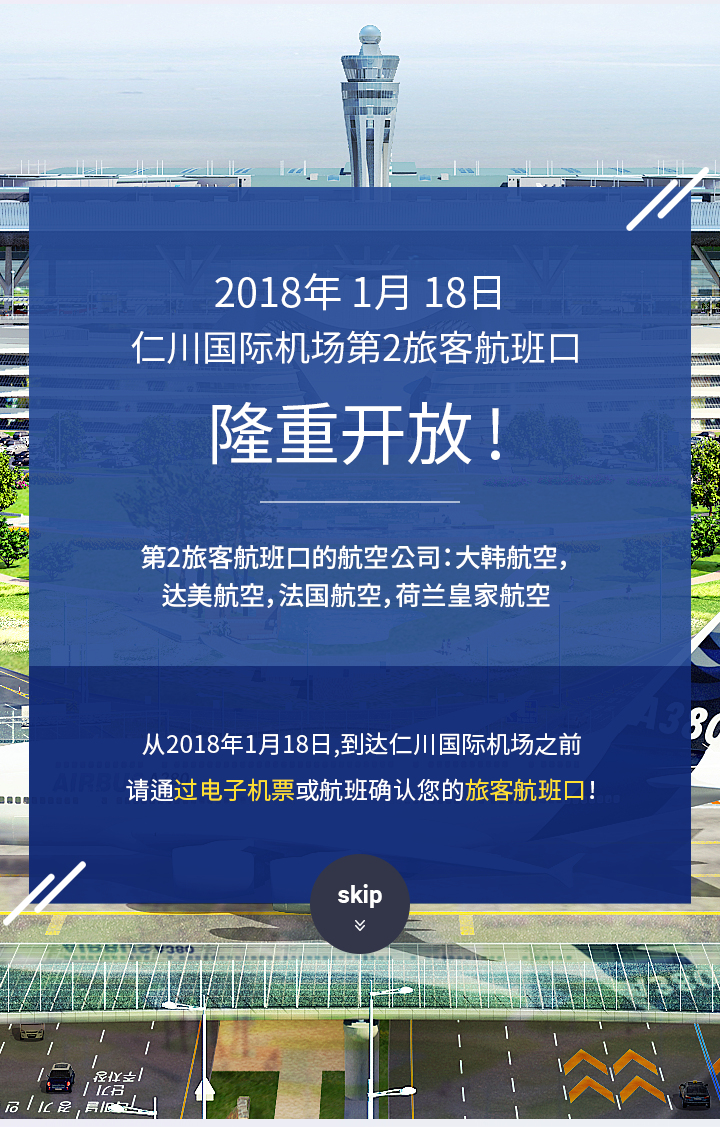 2018年 1月 18日
仁川国际机场第2旅客航班口
隆重开放!
第2旅客航班口的航空公司:大韩航空,
达美航空,法国航空,荷兰皇家航空
从2018年1月18日,到达仁川国际机场之前
请通过电子机票或航班确认您的旅客航班口!
A380
skip
AIRBUS A380